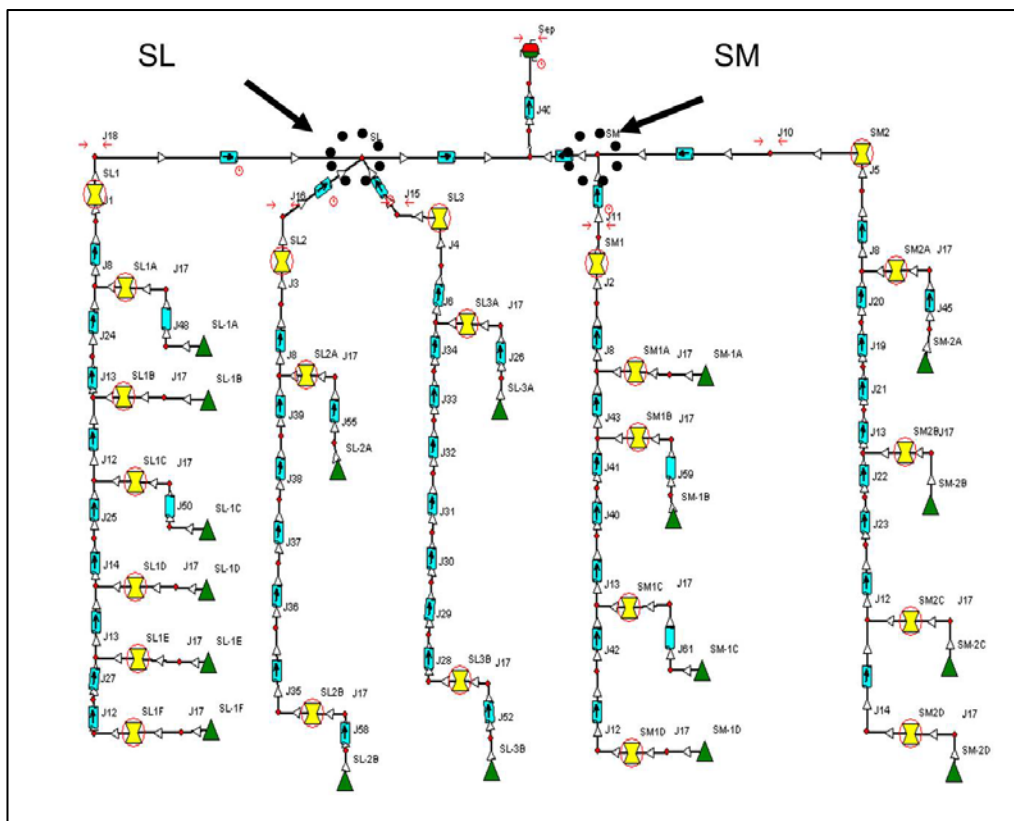 Sep
SL
SM
J40
J18
SL
SM
J10
SM2
SL1
J1
J16
J15
SL3
J11
J5
SL2
SM1
J4
J3
J2
J8
SL1A
J17
SM2A
J17
J8
J6
SL3A
J17
J20
J45
J48
SL-1A
J24
J34
J26
SM-2A
J19
J8
SL2A
J17
J8
SM1A
J17
SM-1A
SL-3A
J13
SL1B
J17
SL-1B
J33
J21
J39
J55
J43
SM1B
J17
J13
SM2B
J17
SL-2A
J32
J12
SL1C
J17
J41
J59
J22
J38
SM-1B
SM-2B
J50
SL-1C
J31
J40
J25
J37
J23
J30
J14
SL1D
J17
SL-1D
J13
SM1C
J17
J36
J29
J12
SM2C
J17
J13
SL1E
J17
SL-1E
J42
J61
SM-1C
SM-2C
J28
SL3B
J17
J27
J35
SL2B
J17
J52
J12
SL1F
J17
SL-1F
J58
SL-3B
J12
SM1D
J17
SM-1D
J14
SM2D
J17
SL-2B
SM-2D